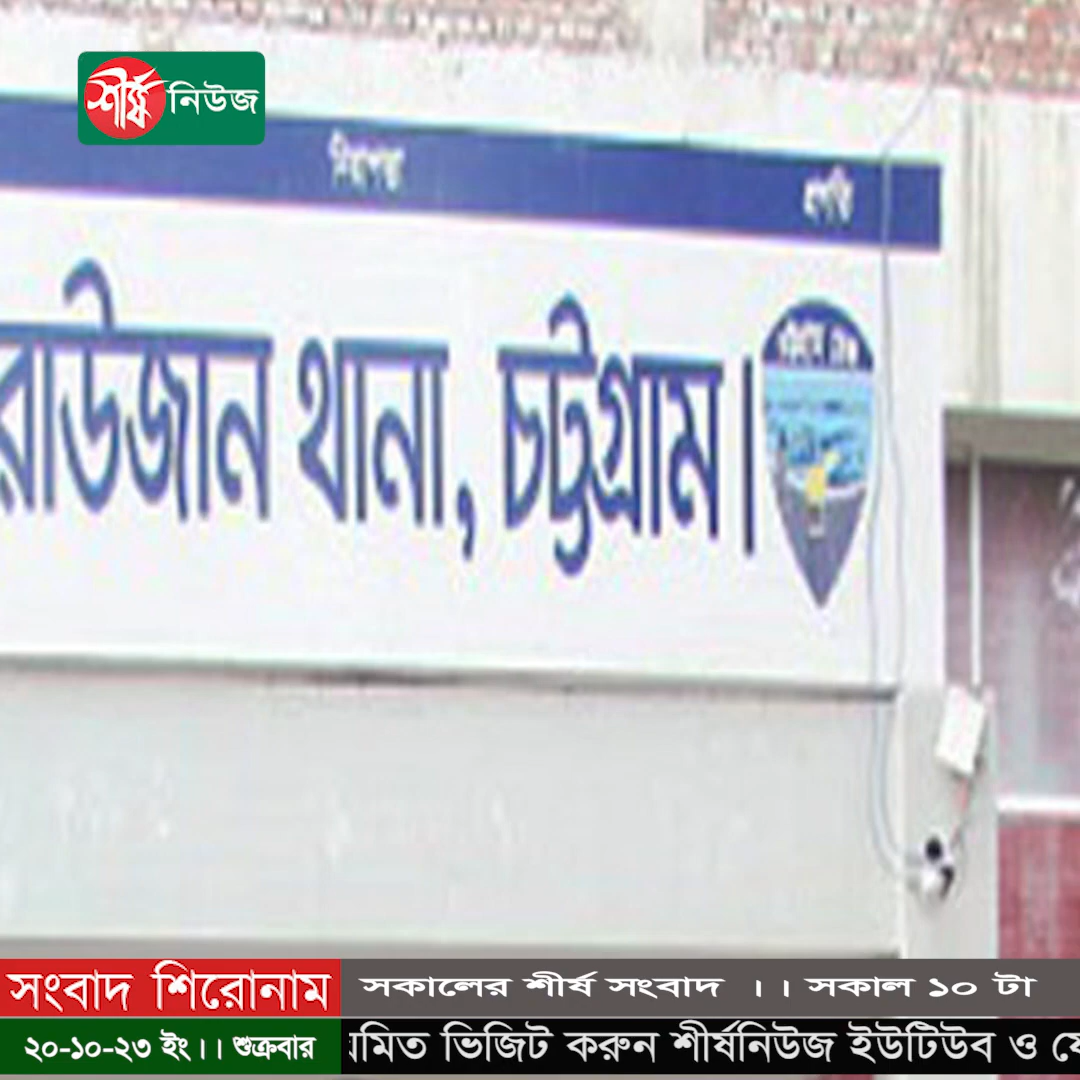 শীর্ষ নিউজ
রাউজান থানা, চট্টগ্রাম।
সংবাদ শিরোনাম
সকালের শীর্ষ সংবাদ ।। সকাল ১০ টা
২০-১০-২৩ ইং।। শুক্রবার
ভিজিট করুন শীর্ষনিউজ ইউটিউব ও